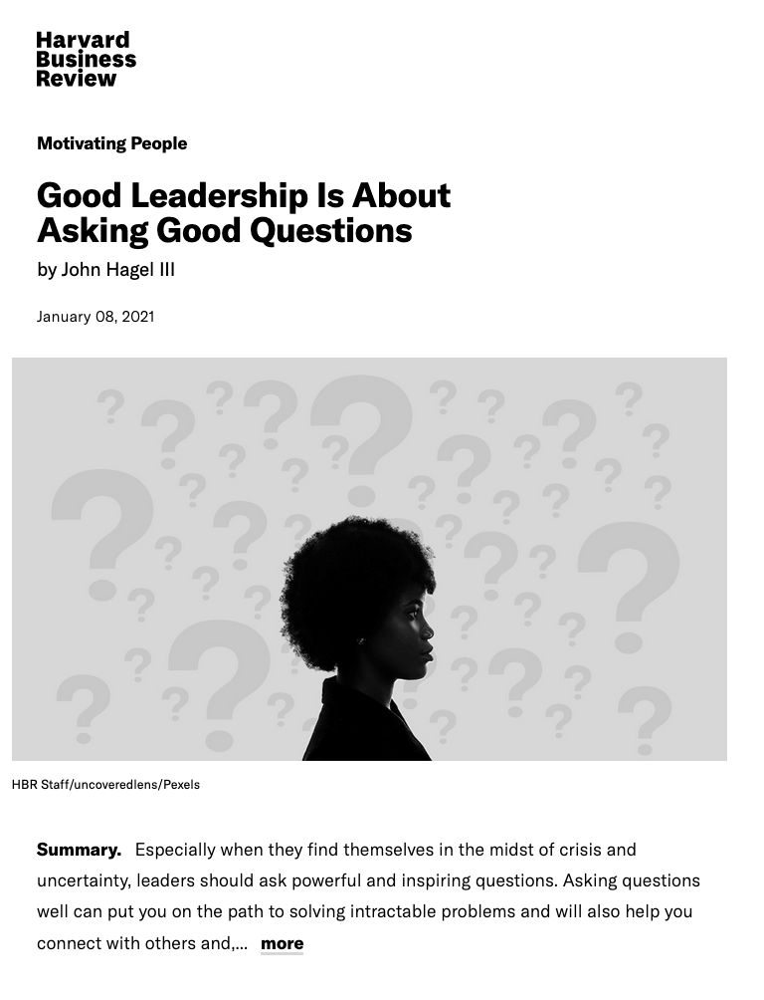 Harvard
Business
Review
Motivating People
Good Leadership Is About
Asking Good Questions
by John Hagel III
January 08, 2021
HBR Staff/uncoveredlens/Pexels
Summary. Especially when they find themselves in the midst of crisis and
uncertainty, leaders should ask powerful and inspiring questions. Asking questions
well can put you on the path to solving intractable problems and will also help you
connect with others and,... more